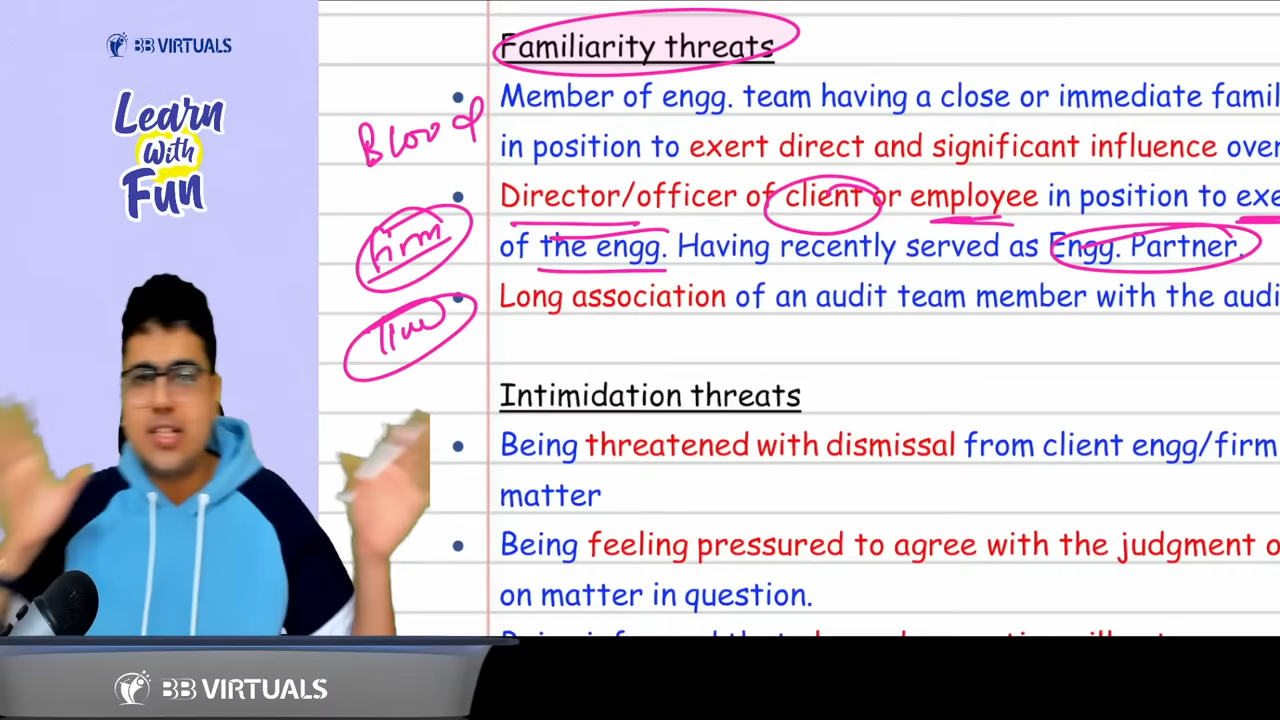 BB VIRTUALS
Learn
With
Fun
Familiarity threats
Member of engg. team having a close or immediate famil
Blood
in position to exert direct and significant influence over
Director/officer of client or employee in position to exe
firm
of the engg. Having recently served as Engg. Partner.
Long association of an audit team member with the audi
Intimidation threats
Being threatened with dismissal from client engg/firm
matter
Being feeling pressured to agree with the judgment o
on matter in question.
BB VIRTUALS